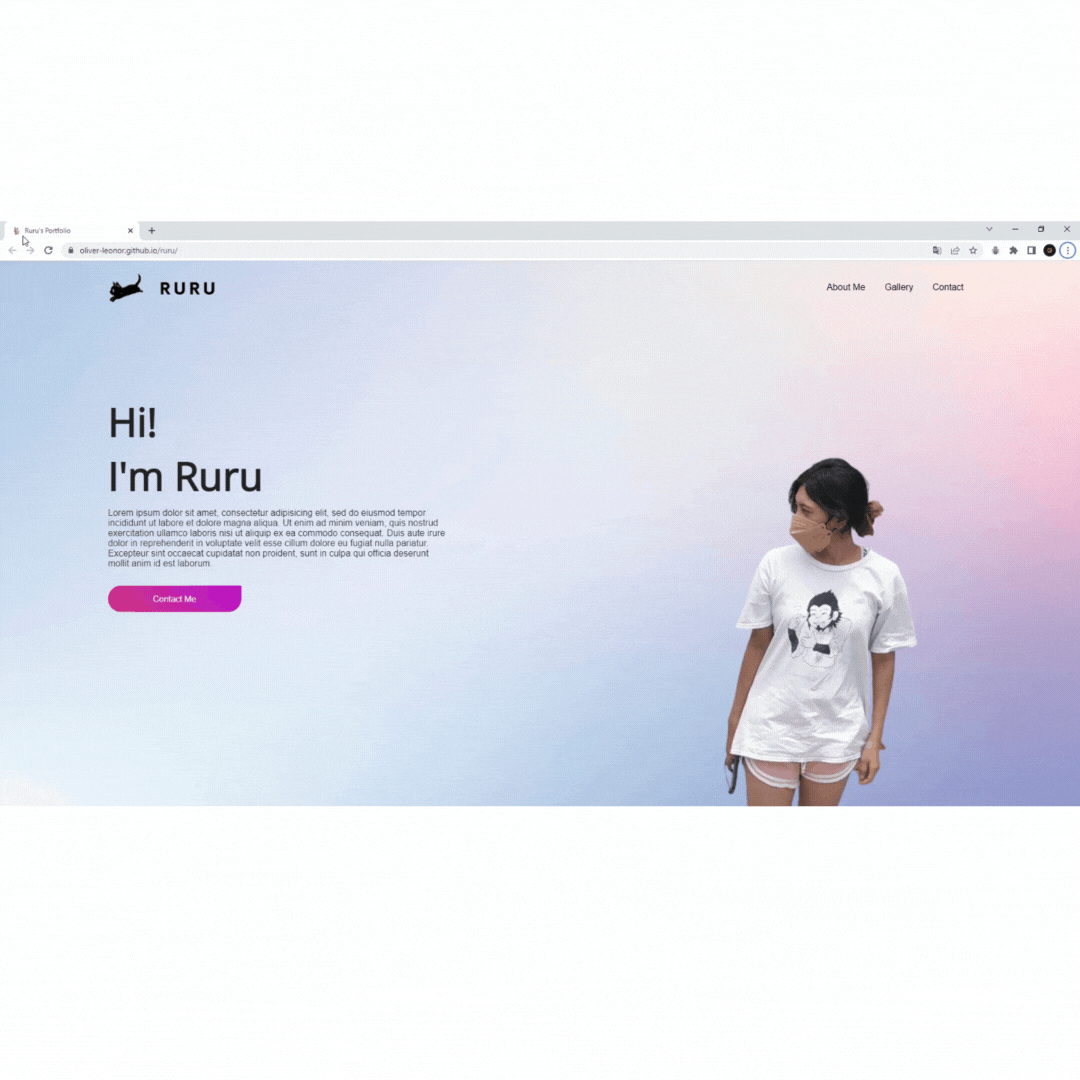 Ruru's Portfolio
oliver-leonor.github.io/ruru/
RURU
About Me
Gallery
Contact
Hi!
I'm Ruru
Lorem ipsum dolor sit amet, consectetur adipisicing elit, sed do eiusmod tempor
incididunt ut labore et dolore magna aliqua. Ut enim ad minim veniam, quis nostrud
exercitation ullamco laboris nisi ut aliquip ex ea commodo consequat. Duis aute irure
dolor in reprehenderit in voluptate velit esse cillum dolore eu fugiat nulla pariatur.
Excepteur sint occaecat cupidatat non proident, sunt in culpa qui officia deserunt
mollit anim id est laborum.
Contact Me